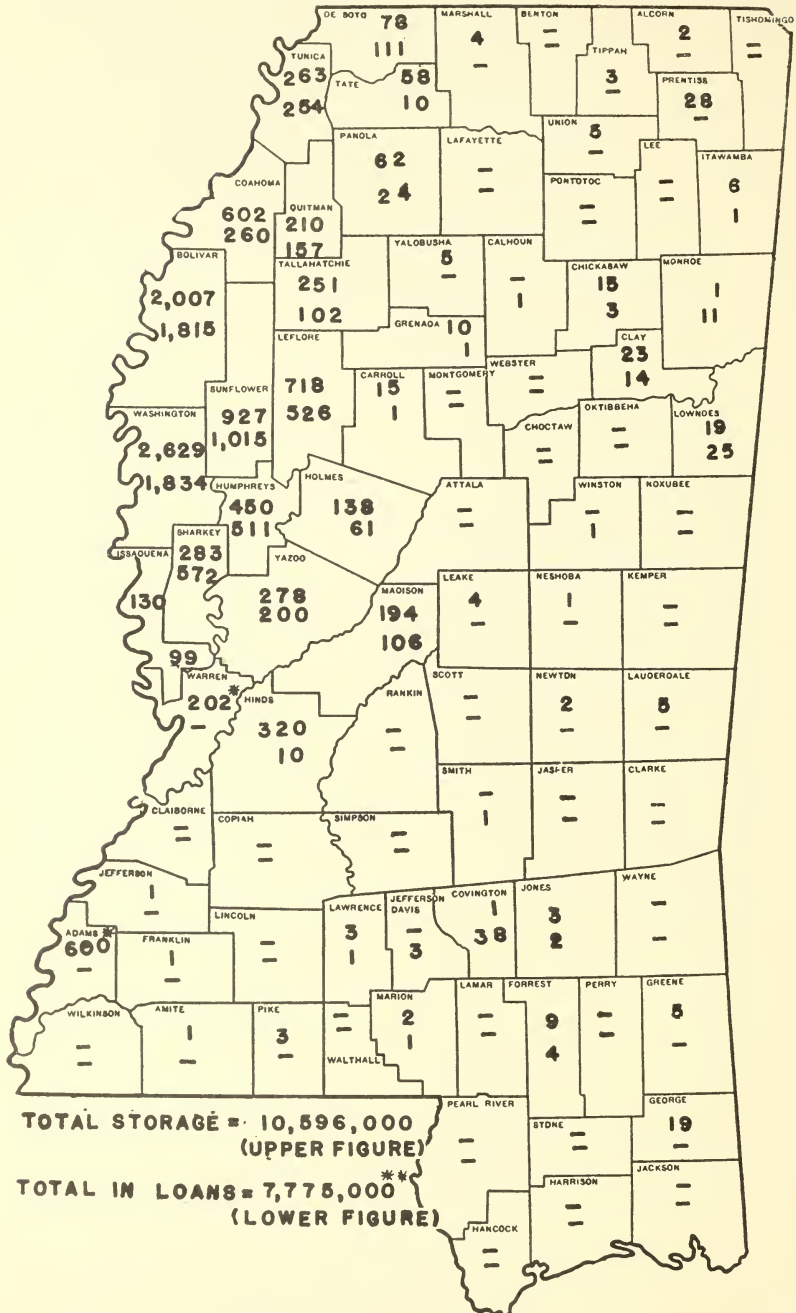 DE SOTO
78
111
MARSHALL
4
–
BENTON
–
–
TIPPAH
3
–
ALCORN
2
–
TISHOMINGO
–
–
TUNICA
263
254
TATE
58
10
PRENTISS
28
–
PANOLA
62
24
LAFAYETTE
–
–
UNION
5
–
LEE
–
–
ITAWAMBA
6
1
PONTOTOC
–
–
COAHOMA
602
260
QUITMAN
210
157
BOLIVAR
2,007
1,815
TALLAHATCHIE
251
102
YALOBUSHA
5
–
CALHOUN
–
1
CHICKASAW
15
3
MONROE
1
11
GRENADA
10
1
LEFLORE
718
526
CLAY
23
14
WEBSTER
–
–
SUNFLOWER
927
1,015
CARROLL
15
1
MONTGOMERY
–
–
WASHINGTON
2,629
1,834
CHOCTAW
–
–
OKTIBBEHA
–
–
LOWNDES
19
25
HUMPHREYS
450
511
HOLMES
138
61
ATTALA
–
–
WINSTON
–
1
NOXUBEE
–
–
ISSAQUENA
130
99
SHARKEY
283
572
YAZOO
278
200
MADISON
194
106
LEAKE
4
–
NESHOBA
1
–
KEMPER
–
–
WARREN
202*
–
HINDS
320
10
RANKIN
–
–
SCOTT
–
–
NEWTON
2
–
LAUDERDALE
5
–
SMITH
–
1
JASPER
–
–
CLARKE
–
–
CLAIBORNE
–
–
COPIAH
–
–
SIMPSON
–
–
JEFFERSON
1
–
LINCOLN
–
–
LAWRENCE
3
1
JEFFERSON
DAVIS
–
3
COVINGTON
1
38
JONES
3
2
WAYNE
–
–
ADAMS *
600
–
FRANKLIN
1
–
WILKINSON
–
–
AMITE
1
–
PIKE
3
–
–
–
WALTHALL
MARION
2
1
LAMAR
–
–
FORREST
9
4
PERRY
–
–
GREENE
5
–
PEARL RIVER
–
–
STONE
–
–
GEORGE
19
–
HANCOCK
–
–
HARRISON
–
–
JACKSON
–
–
TOTAL STORAGE = 10,596,000
(UPPER FIGURE)
TOTAL IN LOANS = 7,775,000**
(LOWER FIGURE)